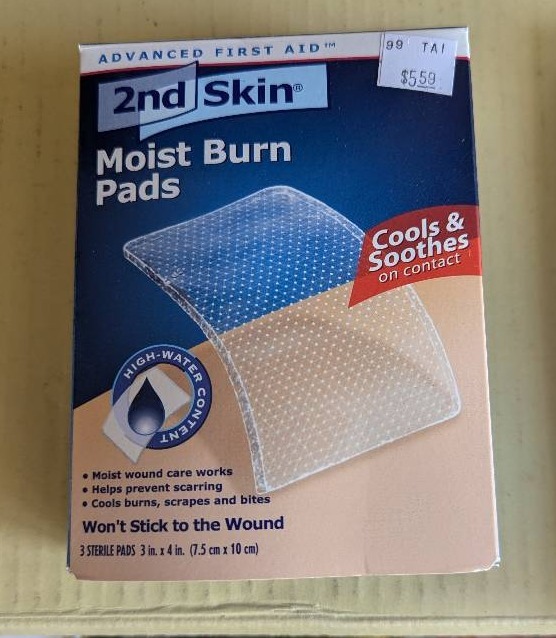 ADVANCED FIRST AID™
99 TAI
$5.59
2nd Skin®
Moist Burn
Pads
Cools &
Soothes
on contact
HIGH-WATER CONTENT
• Moist wound care works
• Helps prevent scarring
• Cools burns, scrapes and bites
Won't Stick to the Wound
3 STERILE PADS 3 in. x 4 in. (7.5 cm x 10 cm)